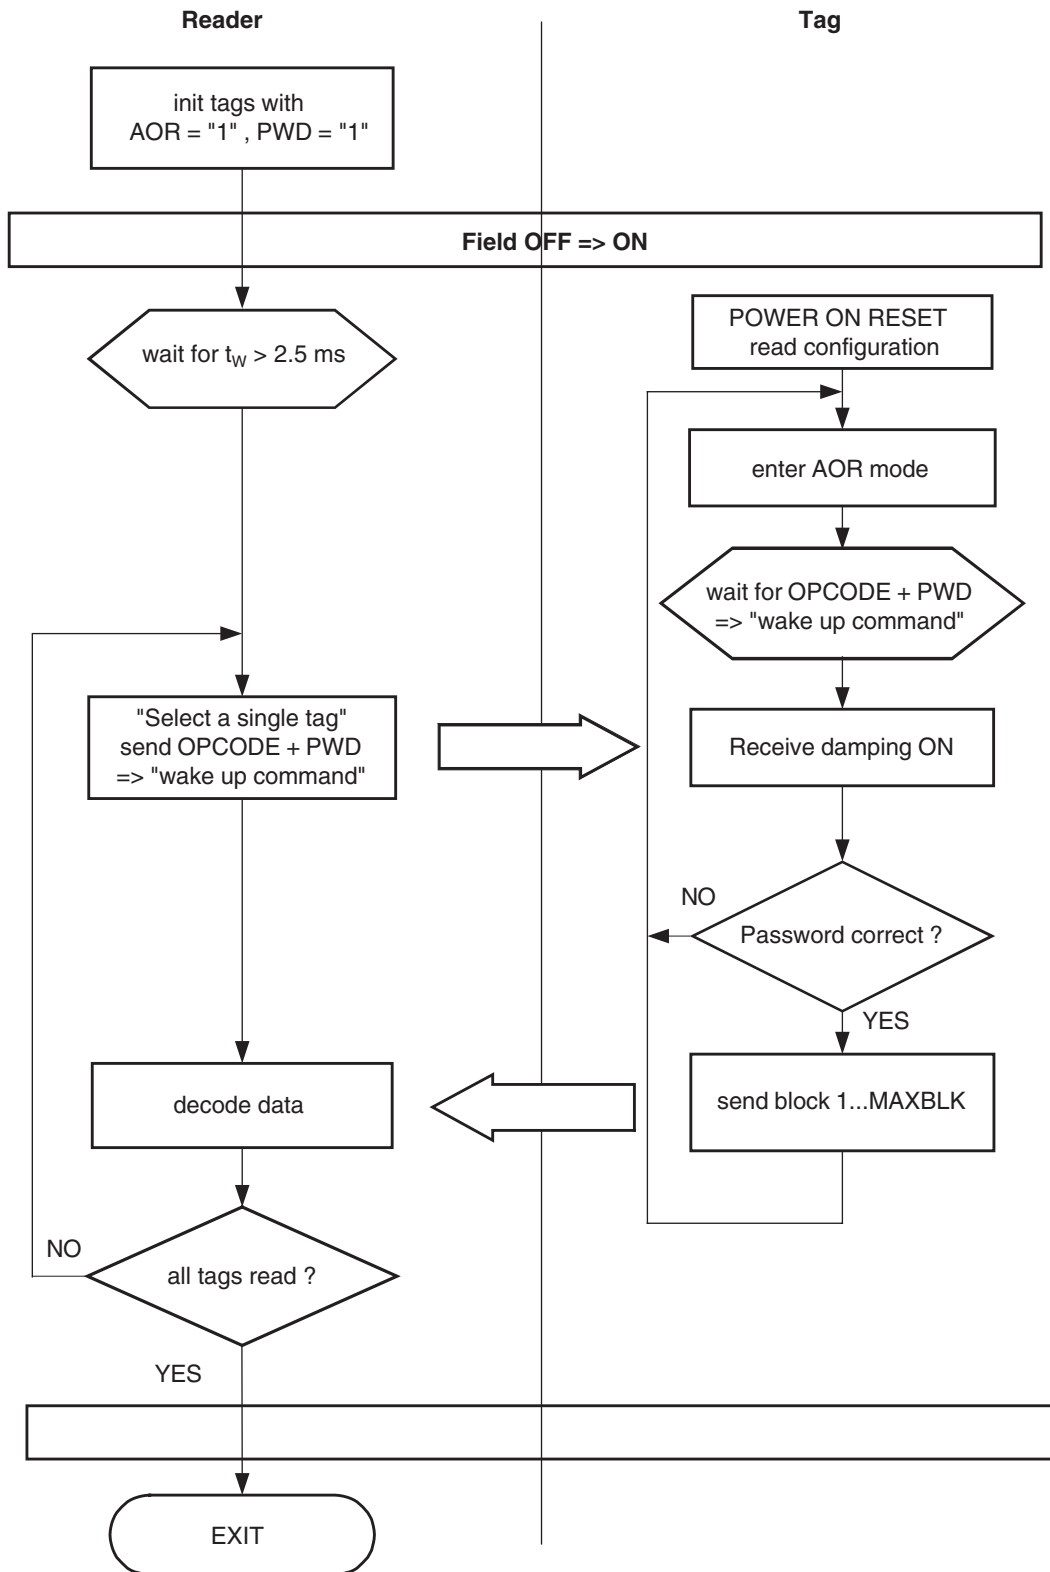 Reader
Tag
init tags with
AOR = "1" , PWD = "1"
Field OFF => ON
wait for tW > 2.5 ms
POWER ON RESET
read configuration
enter AOR mode
wait for OPCODE + PWD
=> "wake up command"
"Select a single tag"
send OPCODE + PWD
=> "wake up command"
Receive damping ON
NO
Password correct ?
YES
send block 1...MAXBLK
decode data
NO
all tags read ?
YES
EXIT